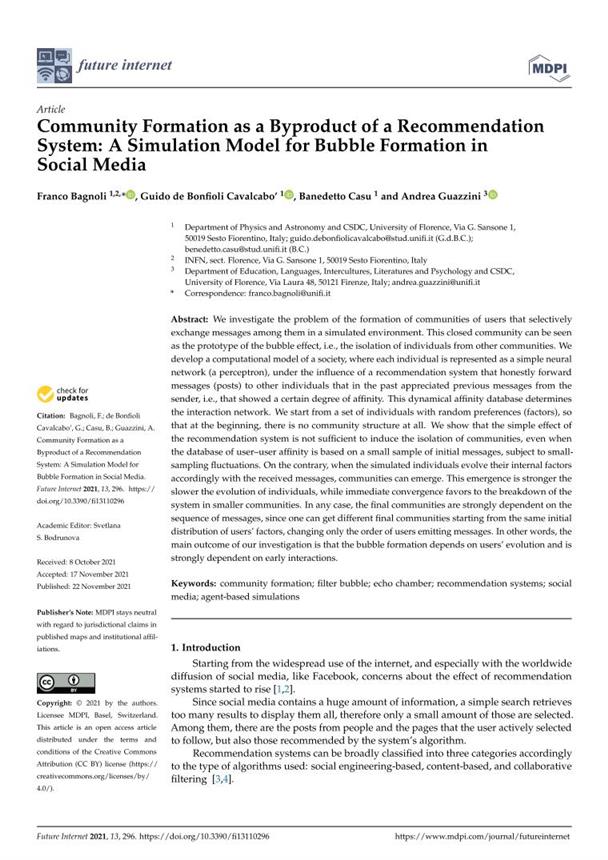 future internet
MDPI
Article
Community Formation as a Byproduct of a Recommendation
System: A Simulation Model for Bubble Formation in
Social Media
Franco Bagnoli 1,2,*, Guido de Bonfioli Cavalcabo' 1, Banedetto Casu 1 and Andrea Guazzini 3
1 Department of Physics and Astronomy and CSDC, University of Florence, Via G. Sansone 1,
50019 Sesto Fiorentino, Italy; guido.debonfiolicavalcabo@stud.unifi.it (G.d.B.C.);
benedetto.casu@stud.unifi.it (B.C.)
2 INFN, sect. Florence, Via G. Sansone 1, 50019 Sesto Fiorentino, Italy
3 Department of Education, Languages, Intercultures, Literatures and Psychology and CSDC,
University of Florence, Via Laura 48, 50121 Firenze, Italy; andrea.guazzini@unifi.it
* Correspondence: franco.bagnoli@unifi.it
Abstract: We investigate the problem of the formation of communities of users that selectively
exchange messages among them in a simulated environment. This closed community can be seen
as the prototype of the bubble effect, i.e., the isolation of individuals from other communities. We
develop a computational model of a society, where each individual is represented as a simple neural
network (a perceptron), under the influence of a recommendation system that honestly forward
messages (posts) to other individuals that in the past appreciated previous messages from the
sender, i.e., that showed a certain degree of affinity. This dynamical affinity database determines
the interaction network. We start from a set of individuals with random preferences (factors), so
that at the beginning, there is no community structure at all. We show that the simple effect of
the recommendation system is not sufficient to induce the isolation of communities, even when
the database of user–user affinity is based on a small sample of initial messages, subject to small-
sampling fluctuations. On the contrary, when the simulated individuals evolve their internal factors
accordingly with the received messages, communities can emerge. This emergence is stronger the
slower the evolution of individuals, while immediate convergence favors to the breakdown of the
system in smaller communities. In any case, the final communities are strongly dependent on the
sequence of messages, since one can get different final communities starting from the same initial
distribution of users' factors, changing only the order of users emitting messages. In other words, the
main outcome of our investigation is that the bubble formation depends on users' evolution and is
strongly dependent on early interactions.
Keywords: community formation; filter bubble; echo chamber; recommendation systems; social
media; agent-based simulations
check for
updates
Citation: Bagnoli, F.; de Bonfioli
Cavalcabo', G.; Casu, B.; Guazzini, A.
Community Formation as a
Byproduct of a Recommendation
System: A Simulation Model for
Bubble Formation in Social Media.
Future Internet 2021, 13, 296. https://
doi.org/10.3390/fi13110296
Academic Editor: Svetlana
S. Bodrunova
Received: 8 October 2021
Accepted: 17 November 2021
Published: 22 November 2021
Publisher's Note: MDPI stays neutral
with regard to jurisdictional claims in
published maps and institutional affil-
iations.
cc BY
Copyright: © 2021 by the authors.
Licensee MDPI, Basel, Switzerland.
This article is an open access article
distributed under the terms and
conditions of the Creative Commons
Attribution (CC BY) license (https://
creativecommons.org/licenses/by/
4.0/).
1. Introduction
Starting from the widespread use of the internet, and especially with the worldwide
diffusion of social media, like Facebook, concerns about the effect of recommendation
systems started to rise [1,2].
Since social media contains a huge amount of information, a simple search retrieves
too many results to display them all, therefore only a small amount of those are selected.
Among them, there are the posts from people and the pages that the user actively selected
to follow, but also those recommended by the system's algorithm.
Recommendation systems can be broadly classified into three categories accordingly
to the type of algorithms used: social engineering-based, content-based, and collaborative
filtering [3,4].
Future Internet 2021, 13, 296. https://doi.org/10.3390/fi13110296
https://www.mdpi.com/journal/futureinternet